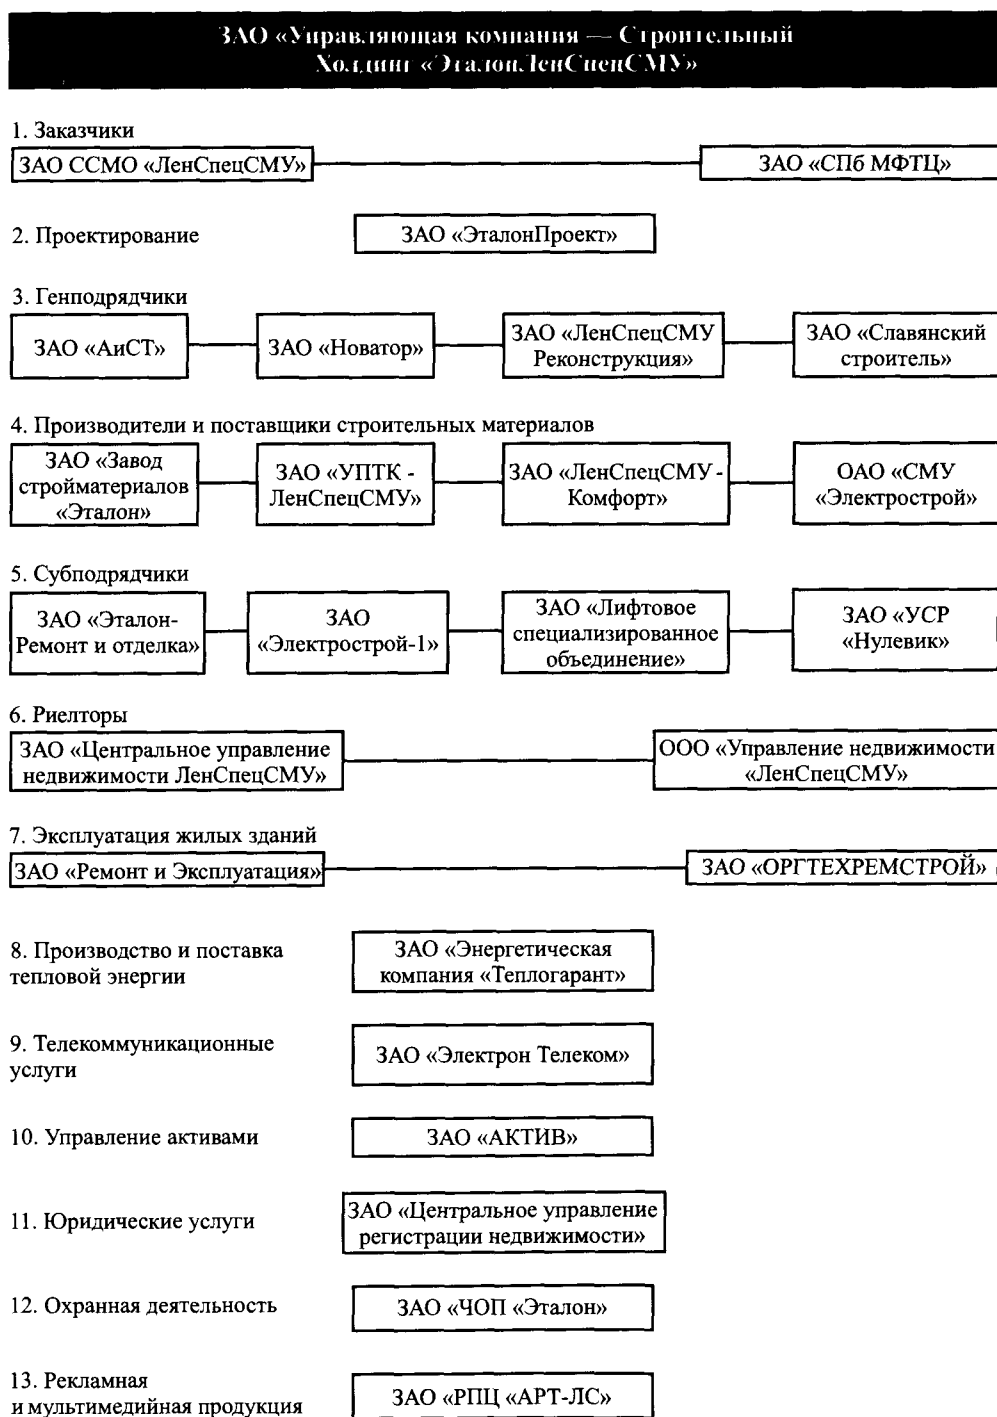 ЗАО «Управляющая компания — Строительный
Холдинг «ЭталонЛенСпецСМУ»
1. Заказчики
ЗАО ССМО «ЛенСпецСМУ»
ЗАО «СПб МФТЦ»
2. Проектирование
ЗАО «ЭталонПроект»
3. Генподрядчики
ЗАО «АиСТ»
ЗАО «Новатор»
ЗАО «ЛенСпецСМУ
Реконструкция»
ЗАО «Славянский
строитель»
4. Производители и поставщики строительных материалов
ЗАО «Завод
стройматериалов
«Эталон»
ЗАО «УПТК -
ЛенСпецСМУ»
ЗАО «ЛенСпецСМУ-
Комфорт»
ОАО «СМУ
«Электрострой»
5. Субподрядчики
ЗАО «Эталон-
Ремонт и отделка»
ЗАО
«Электрострой-1»
ЗАО «Лифтовое
специализированное
объединение»
ЗАО «УСР
«Нулевик»
6. Риелторы
ЗАО «Центральное управление
недвижимости ЛенСпецСМУ»
ООО «Управление недвижимости
«ЛенСпецСМУ»
7. Эксплуатация жилых зданий
ЗАО «Ремонт и Эксплуатация»
ЗАО «ОРГТЕХРЕМСТРОЙ»
8. Производство и поставка
тепловой энергии
ЗАО «Энергетическая
компания «Теплогарант»
9. Телекоммуникационные
услуги
ЗАО «Электрон Телеком»
10. Управление активами
ЗАО «АКТИВ»
11. Юридические услуги
ЗАО «Центральное управление
регистрации недвижимости»
12. Охранная деятельность
ЗАО «ЧОП «Эталон»
13. Рекламная
и мультимедийная продукция
ЗАО «РПЦ «АРТ-ЛС»